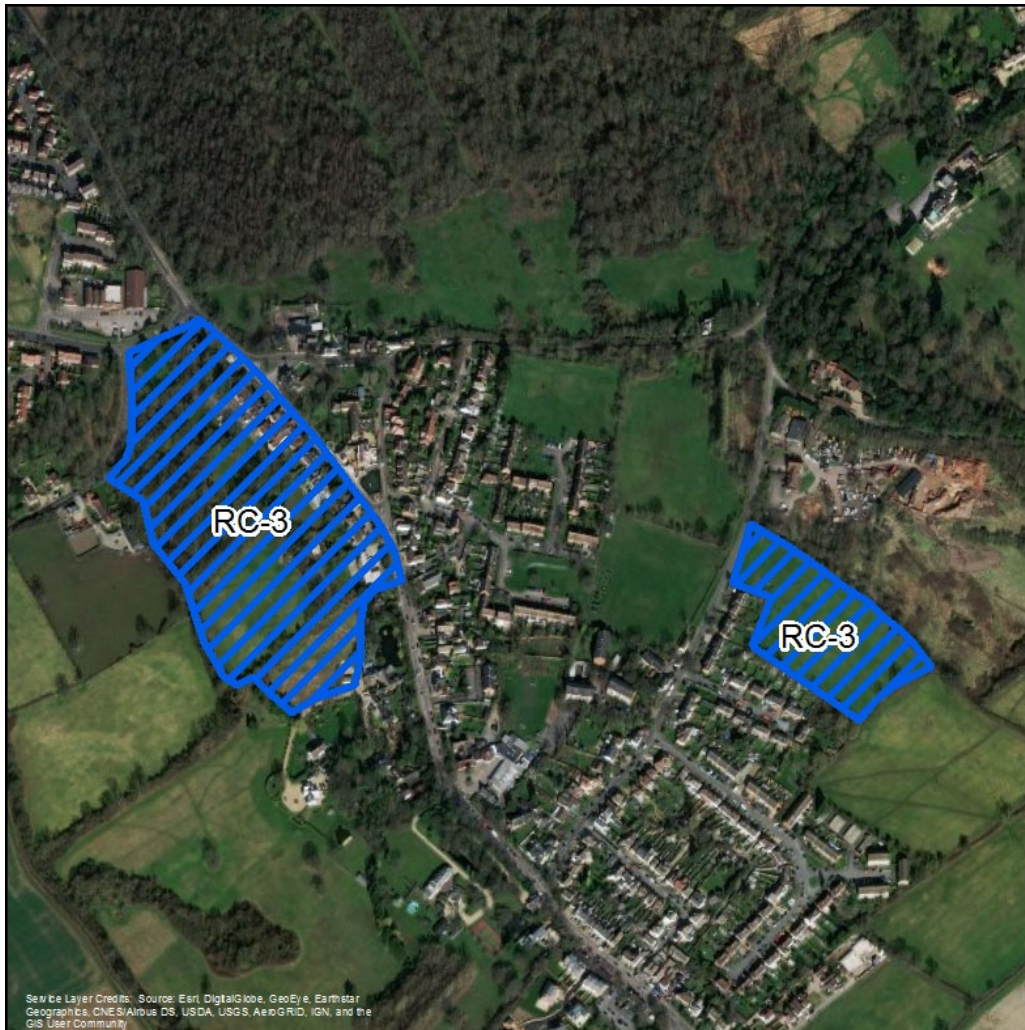 RC-3
RC-3
Service Layer Credits: Source: Esri, DigitalGlobe, GeoEye, Earthstar
Geographics, CNES/Airbus DS, USDA, USGS, AeroGRID, IGN, and the
GIS User Community